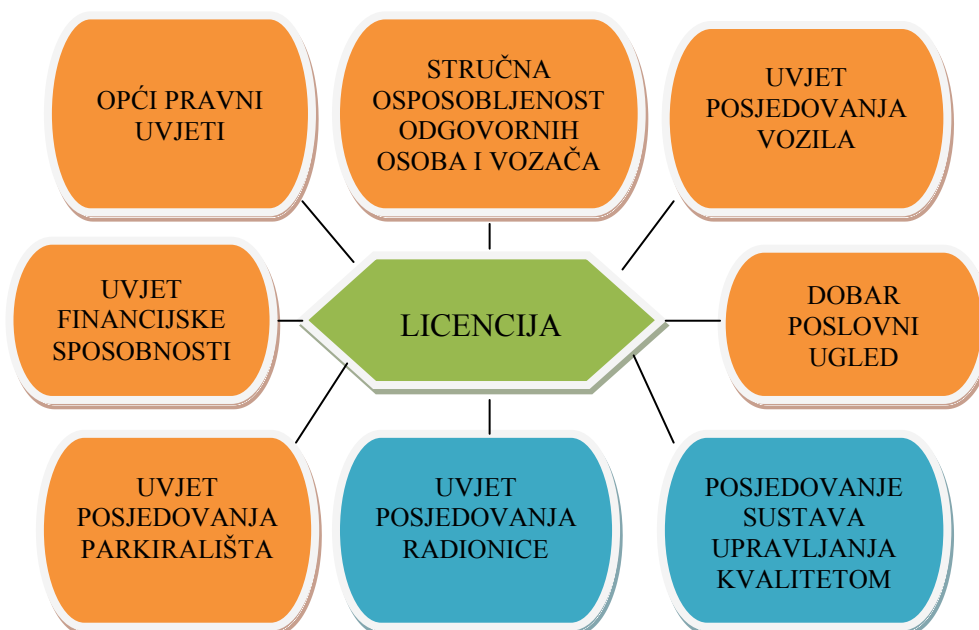 OPĆI PRAVNI
UVJETI
STRUČNA
OSPOSOBLJENOST
ODGOVORNIH
OSOBA I VOZAČA
UVJET
POSJEDOVANJA
VOZILA
UVJET
FINANCIJSKE
SPOSOBNOSTI
LICENCIJA
DOBAR
POSLOVNI
UGLED
UVJET
POSJEDOVANJA
PARKIRALIŠTA
UVJET
POSJEDOVANJA
RADIONICE
POSJEDOVANJE
SUSTAVA
UPRAVLJANJA
KVALITETOM